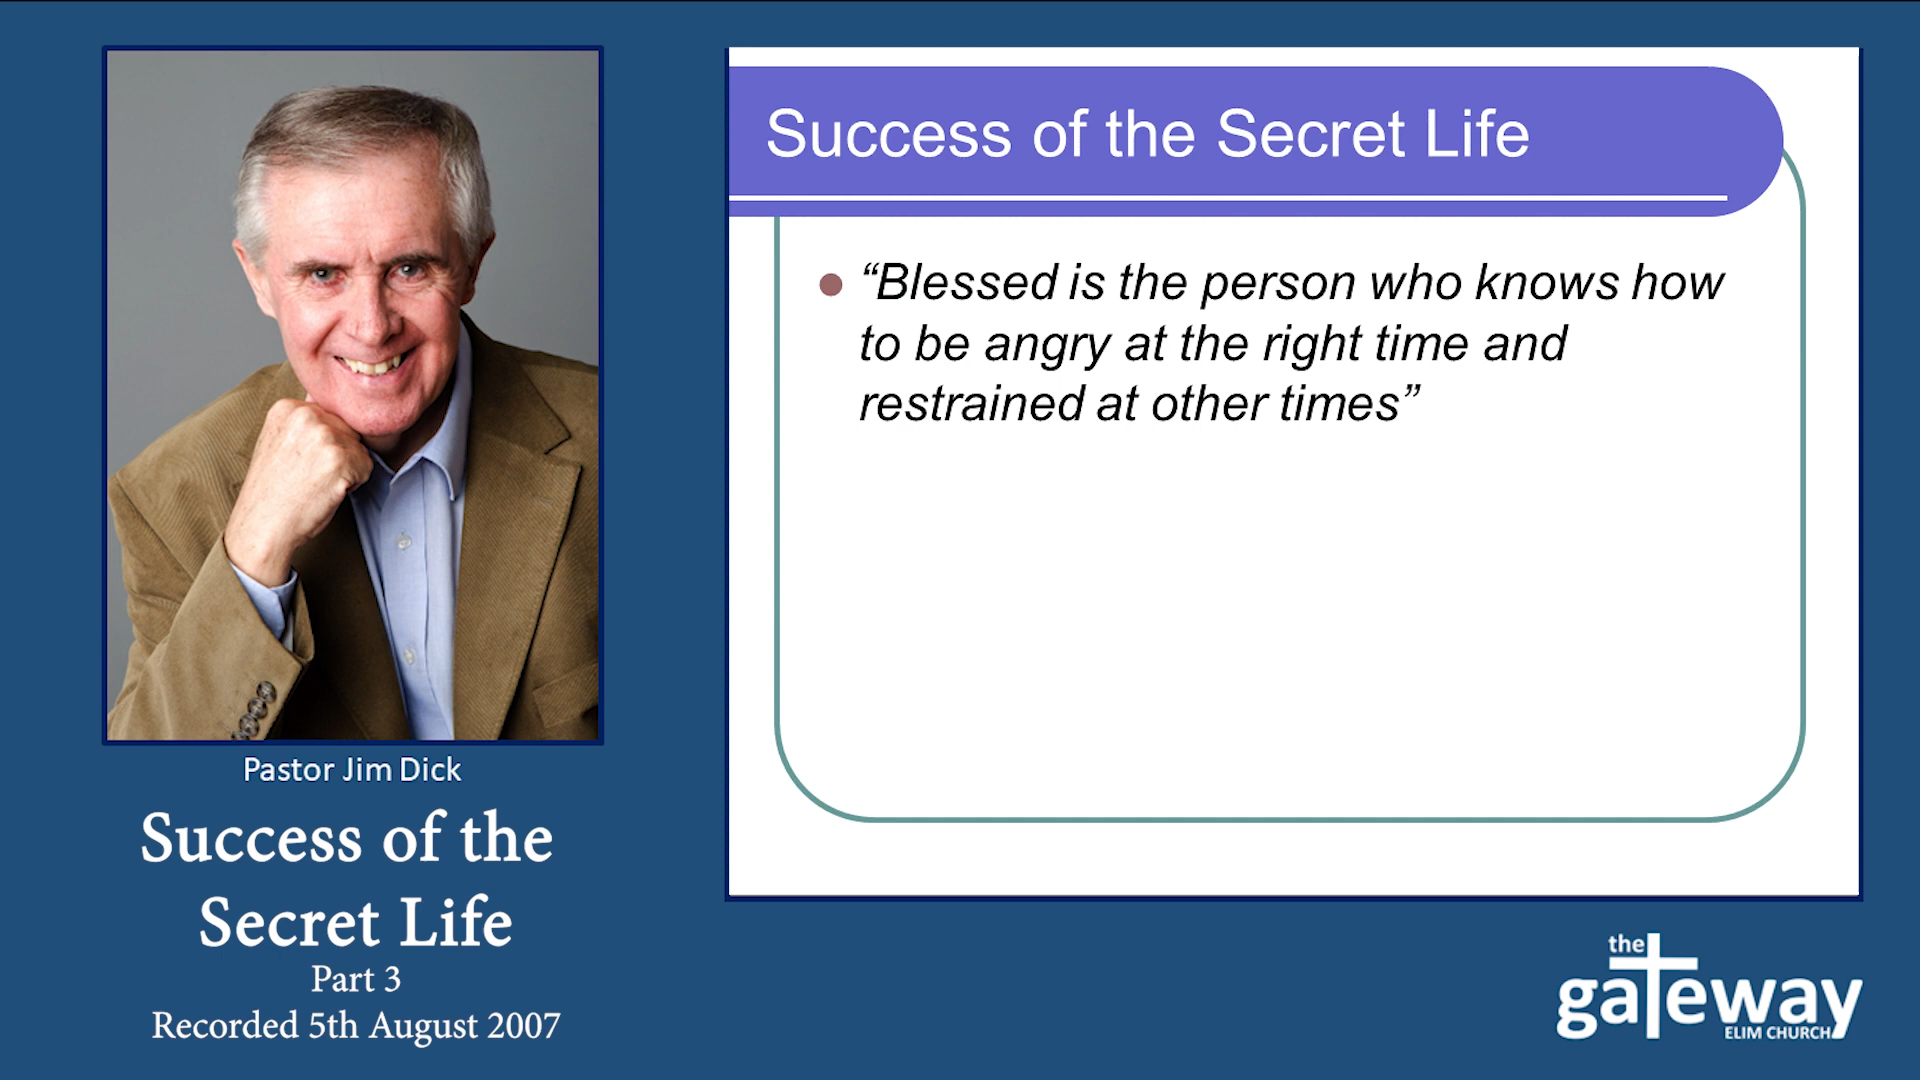 Pastor Jim Dick
Success of the
Secret Life
Part 3
Recorded 5th August 2007
Success of the Secret Life
“Blessed is the person who knows how
to be angry at the right time and
restrained at other times”
the
gateway
ELIM CHURCH